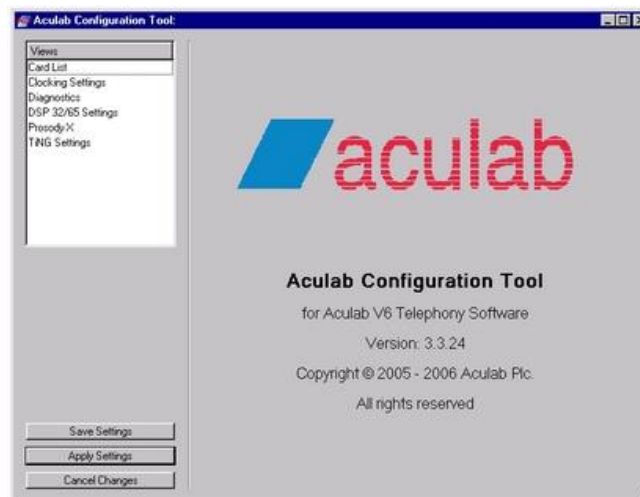 Aculab Configuration Tool:
Views
Card List
Clocking Settings
Diagnostics
DSP 32/65 Settings
Prosody X
TiNG Settings
aculab
Aculab Configuration Tool
for Aculab V6 Telephony Software
Version: 3.3.24
Copyright © 2005 - 2006 Aculab Plc.
All rights reserved
Save Settings
Apply Settings
Cancel Changes